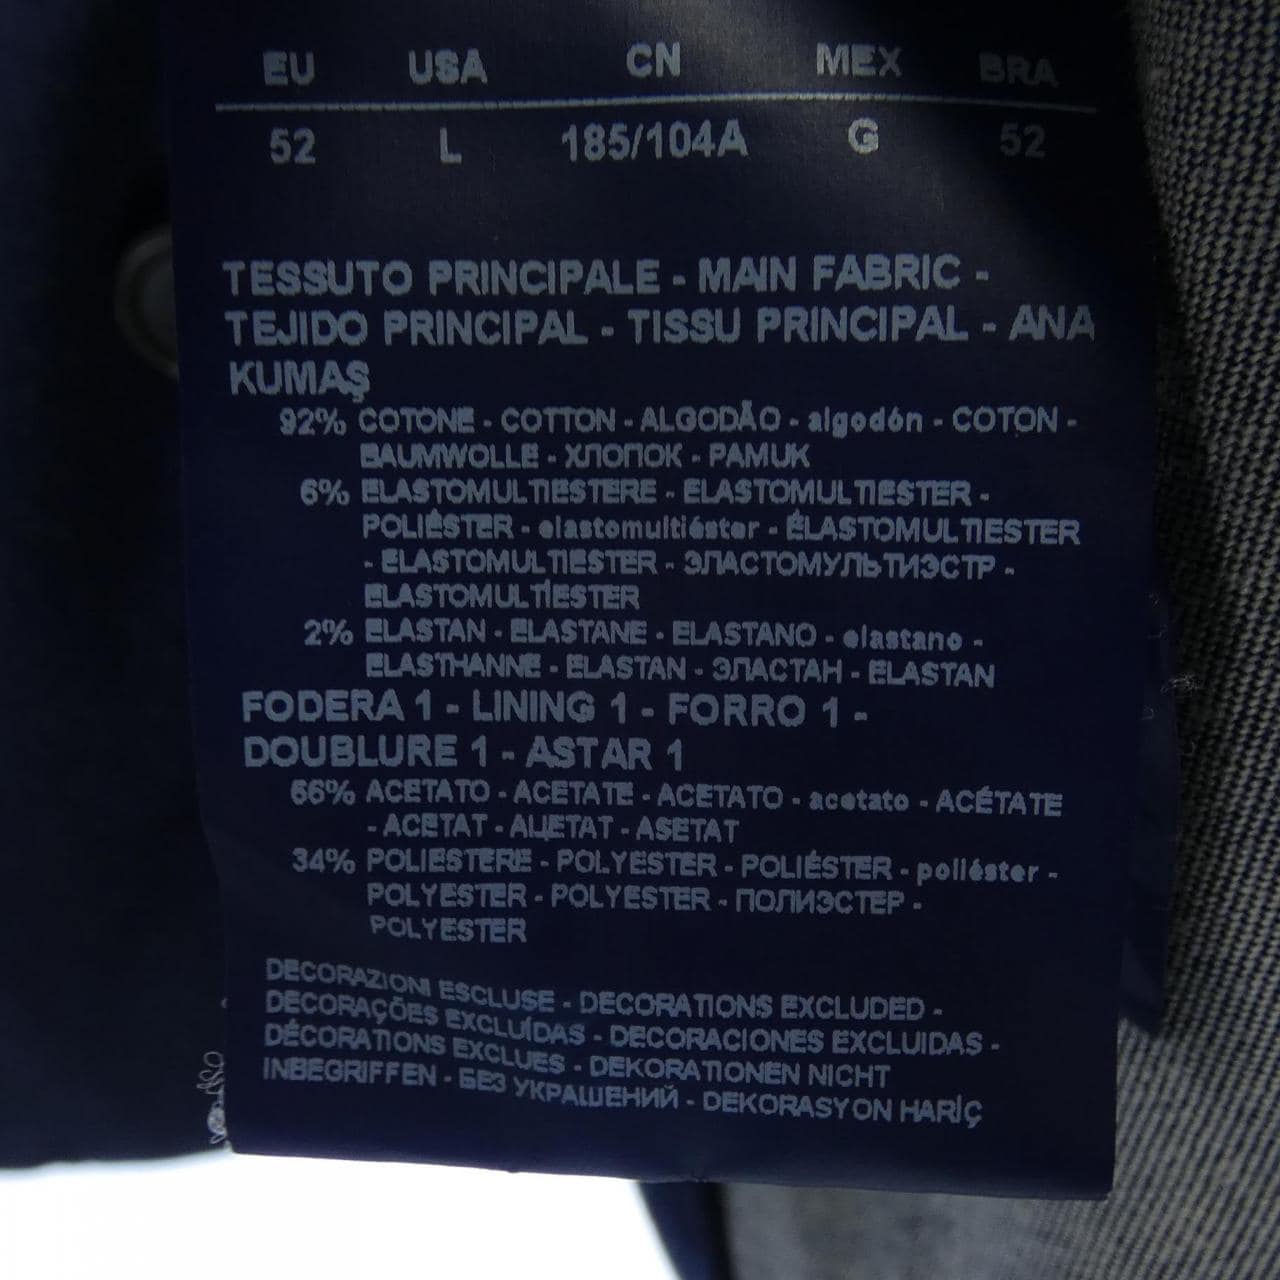 EU USA CN MEX BRA
52 L 185/104A G 52
TESSUTO PRINCIPALE - MAIN FABRIC -
TEJIDO PRINCIPAL - TISSU PRINCIPAL - ANA
KUMAŞ
92% COTONE - COTTON - ALGODÃO - algodón - COTON -
BAUMWOLLE - ХЛОПОК - PAMUK
6% ELASTOMULTIESTERE - ELASTOMULTIESTER -
POLIÉSTER - elastomultiéster - ÉLASTOMULTIESTER
- ELASTOMULTIESTER - ЭЛАСТОМУЛЬТИЭСТР -
ELASTOMULTİESTER
2% ELASTAN - ELASTANE - ELASTANO - elastano -
ELASTHANNE - ELASTAN - ЭЛАСТАН - ELASTAN
FODERA 1 - LINING 1 - FORRO 1 -
DOUBLURE 1 - ASTAR 1
66% ACETATO - ACETATE - ACETATO - acetato - ACÉTATE
- ACETAT - АЦЕТАТ - ASETAT
34% POLIESTERE - POLYESTER - POLIÉSTER - poliéster -
POLYESTER - POLYESTER - ПОЛИЭСТЕР -
POLYESTER
DECORAZIONI ESCLUSE - DECORATIONS EXCLUDED -
DECORAÇÕES EXCLUÍDAS - DECORACIONES EXCLUIDAS -
DÉCORATIONS EXCLUES - DEKORATIONEN NICHT
INBEGRIFFEN - БЕЗ УКРАШЕНИЙ - DEKORASYON HARİÇ